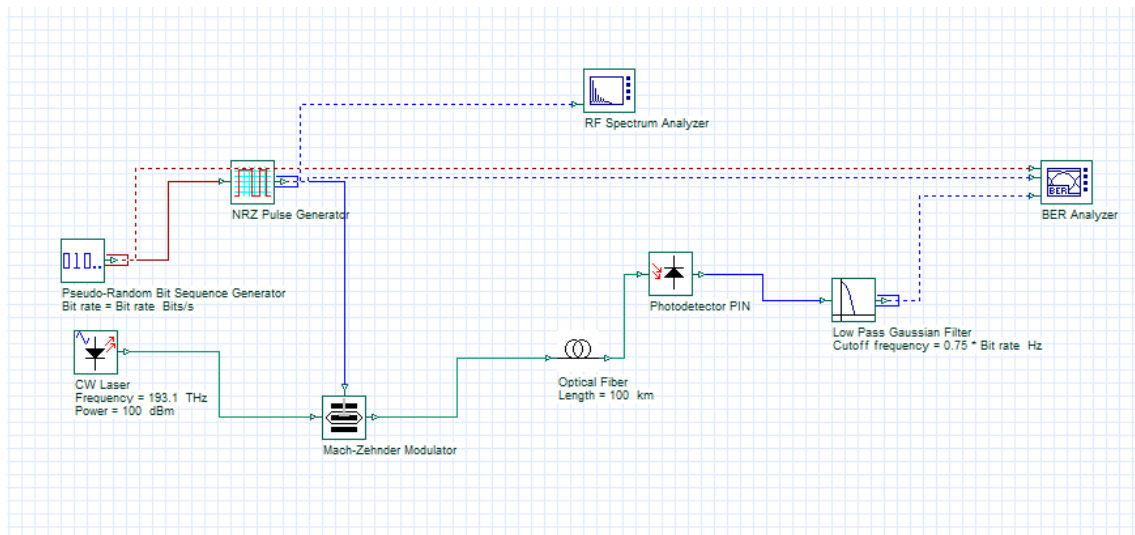 RF Spectrum Analyzer
NRZ Pulse Generator
BER
BER Analyzer
010..
Pseudo-Random Bit Sequence Generator
Bit rate = Bit rate Bits/s
Photodetector PIN
Low Pass Gaussian Filter
Cutoff frequency = 0.75 * Bit rate Hz
CW Laser
Frequency = 193.1 THz
Power = 100 dBm
Optical Fiber
Length = 100 km
Mach-Zehnder Modulator